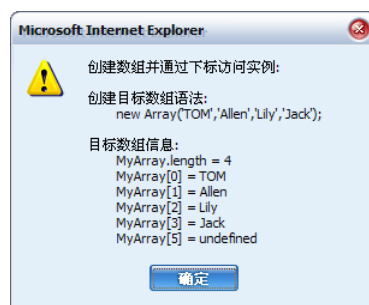 Microsoft Internet Explorer
创建数组并通过下标访问实例:
创建目标数组语法:
new Array('TOM','Allen','Lily','Jack');
目标数组信息:
MyArray.length = 4
MyArray[0] = TOM
MyArray[1] = Allen
MyArray[2] = Lily
MyArray[3] = Jack
MyArray[5] = undefined
确定